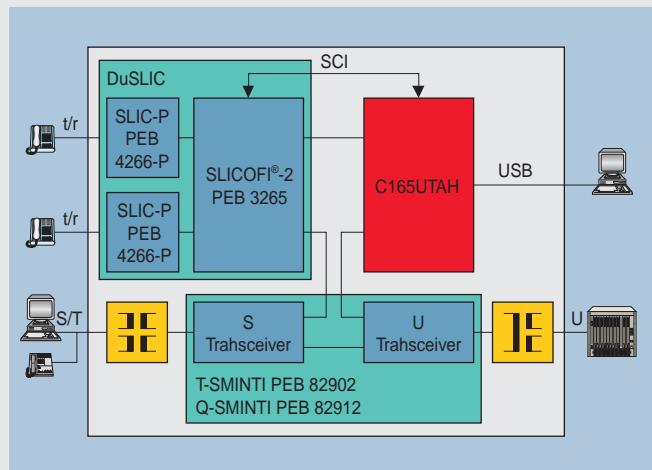 SCI
DuSLIC
t/r
SLIC-P
PEB
4266-P
SLICOFI®-2
PEB 3265
C165UTAH
USB
t/r
SLIC-P
PEB
4266-P
S/T
S
Trahsceiver
U
Trahsceiver
U
T-SMINTI PEB 82902
Q-SMINTI PEB 82912